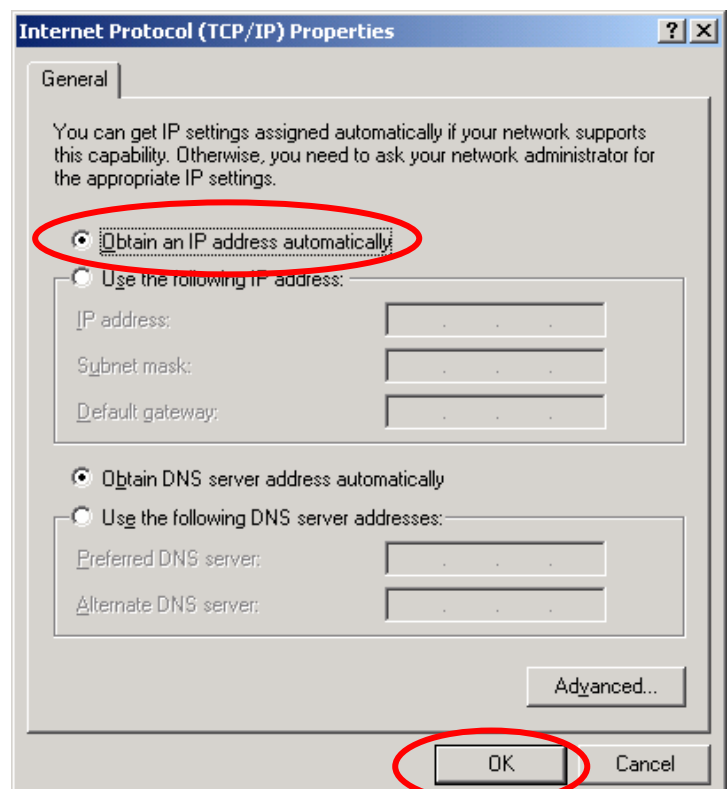 Internet Protocol (TCP/IP) Properties
General
You can get IP settings assigned automatically if your network supports
this capability. Otherwise, you need to ask your network administrator for
the appropriate IP settings.
Obtain an IP address automatically
Use the following IP address:
IP address:
Subnet mask:
Default gateway:
Obtain DNS server address automatically
Use the following DNS server addresses:
Preferred DNS server:
Alternate DNS server:
Advanced...
OK Cancel